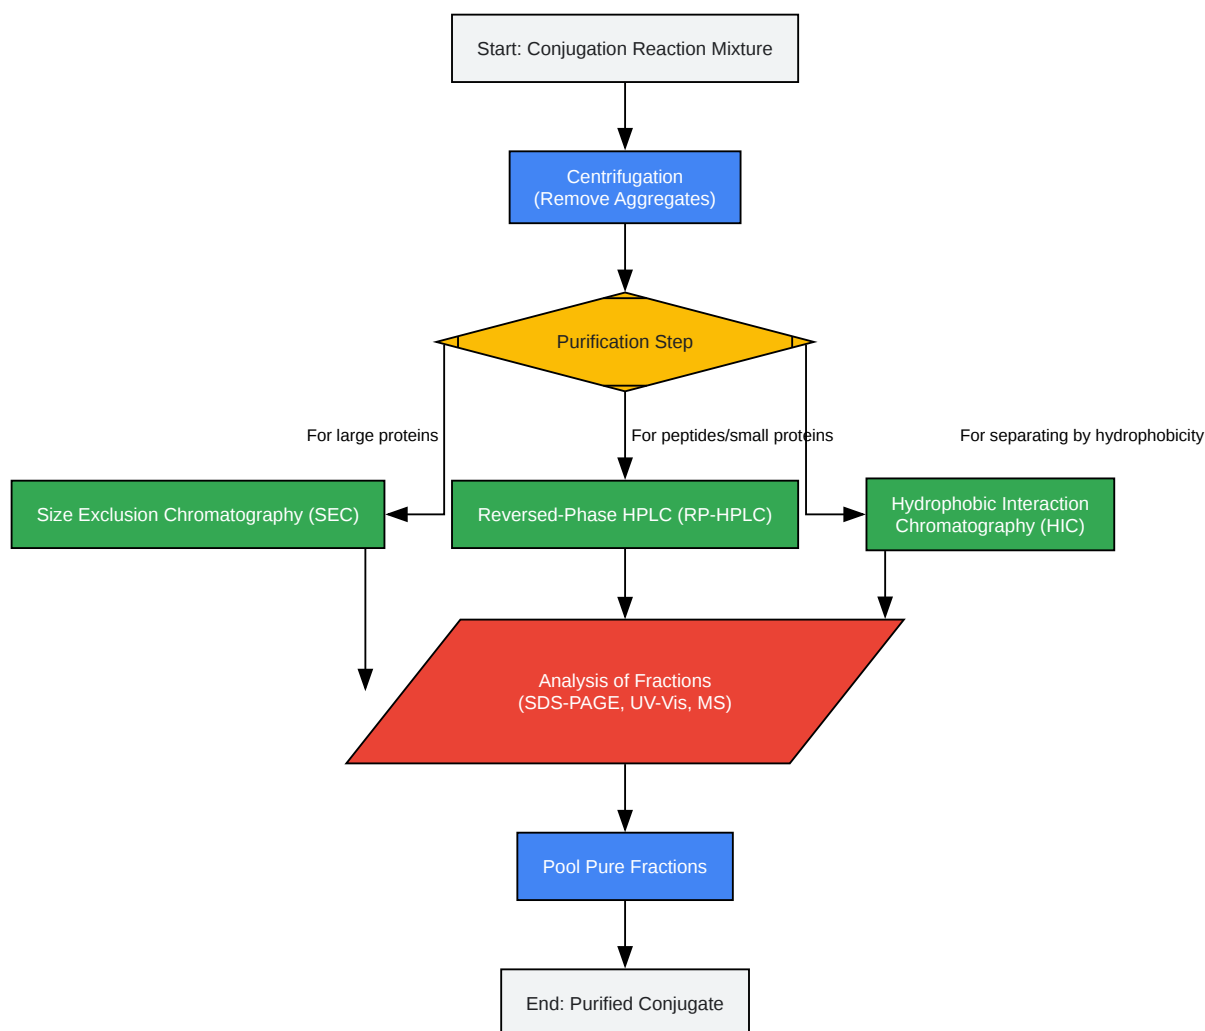 Start: Conjugation Reaction Mixture
Centrifugation
(Remove Aggregates)
Purification Step
For large proteins
For peptides/small proteins
For separating by hydrophobicity
Size Exclusion Chromatography (SEC)
Reversed-Phase HPLC (RP-HPLC)
Hydrophobic Interaction
Chromatography (HIC)
Analysis of Fractions
(SDS-PAGE, UV-Vis, MS)
Pool Pure Fractions
End: Purified Conjugate